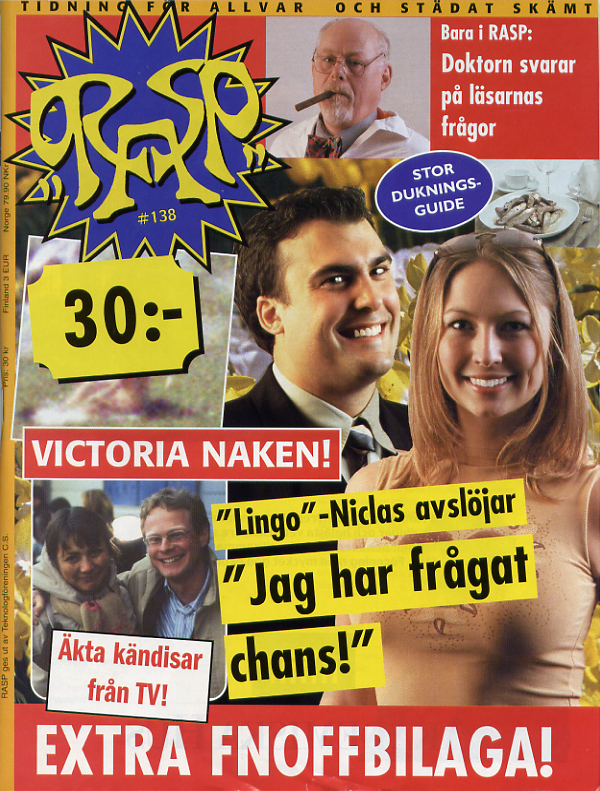 TIDNING FÖR ALLVAR OCH STÄDAT SKÄMT
"RASP"
#138
Bara i RASP:
Doktorn svarar
på läsarnas
frågor
STOR
DUKNINGS-
GUIDE
30:-
VICTORIA NAKEN!
"Lingo"-Niclas avslöjar
"Jag har frågat
chans!"
Äkta kändisar
från TV!
EXTRA FNOFFBILAGA!
RASP ges ut av Teknologföreningen C.S. Pris: 30 kr Finland 3 EUR Norge 79.90 NKr